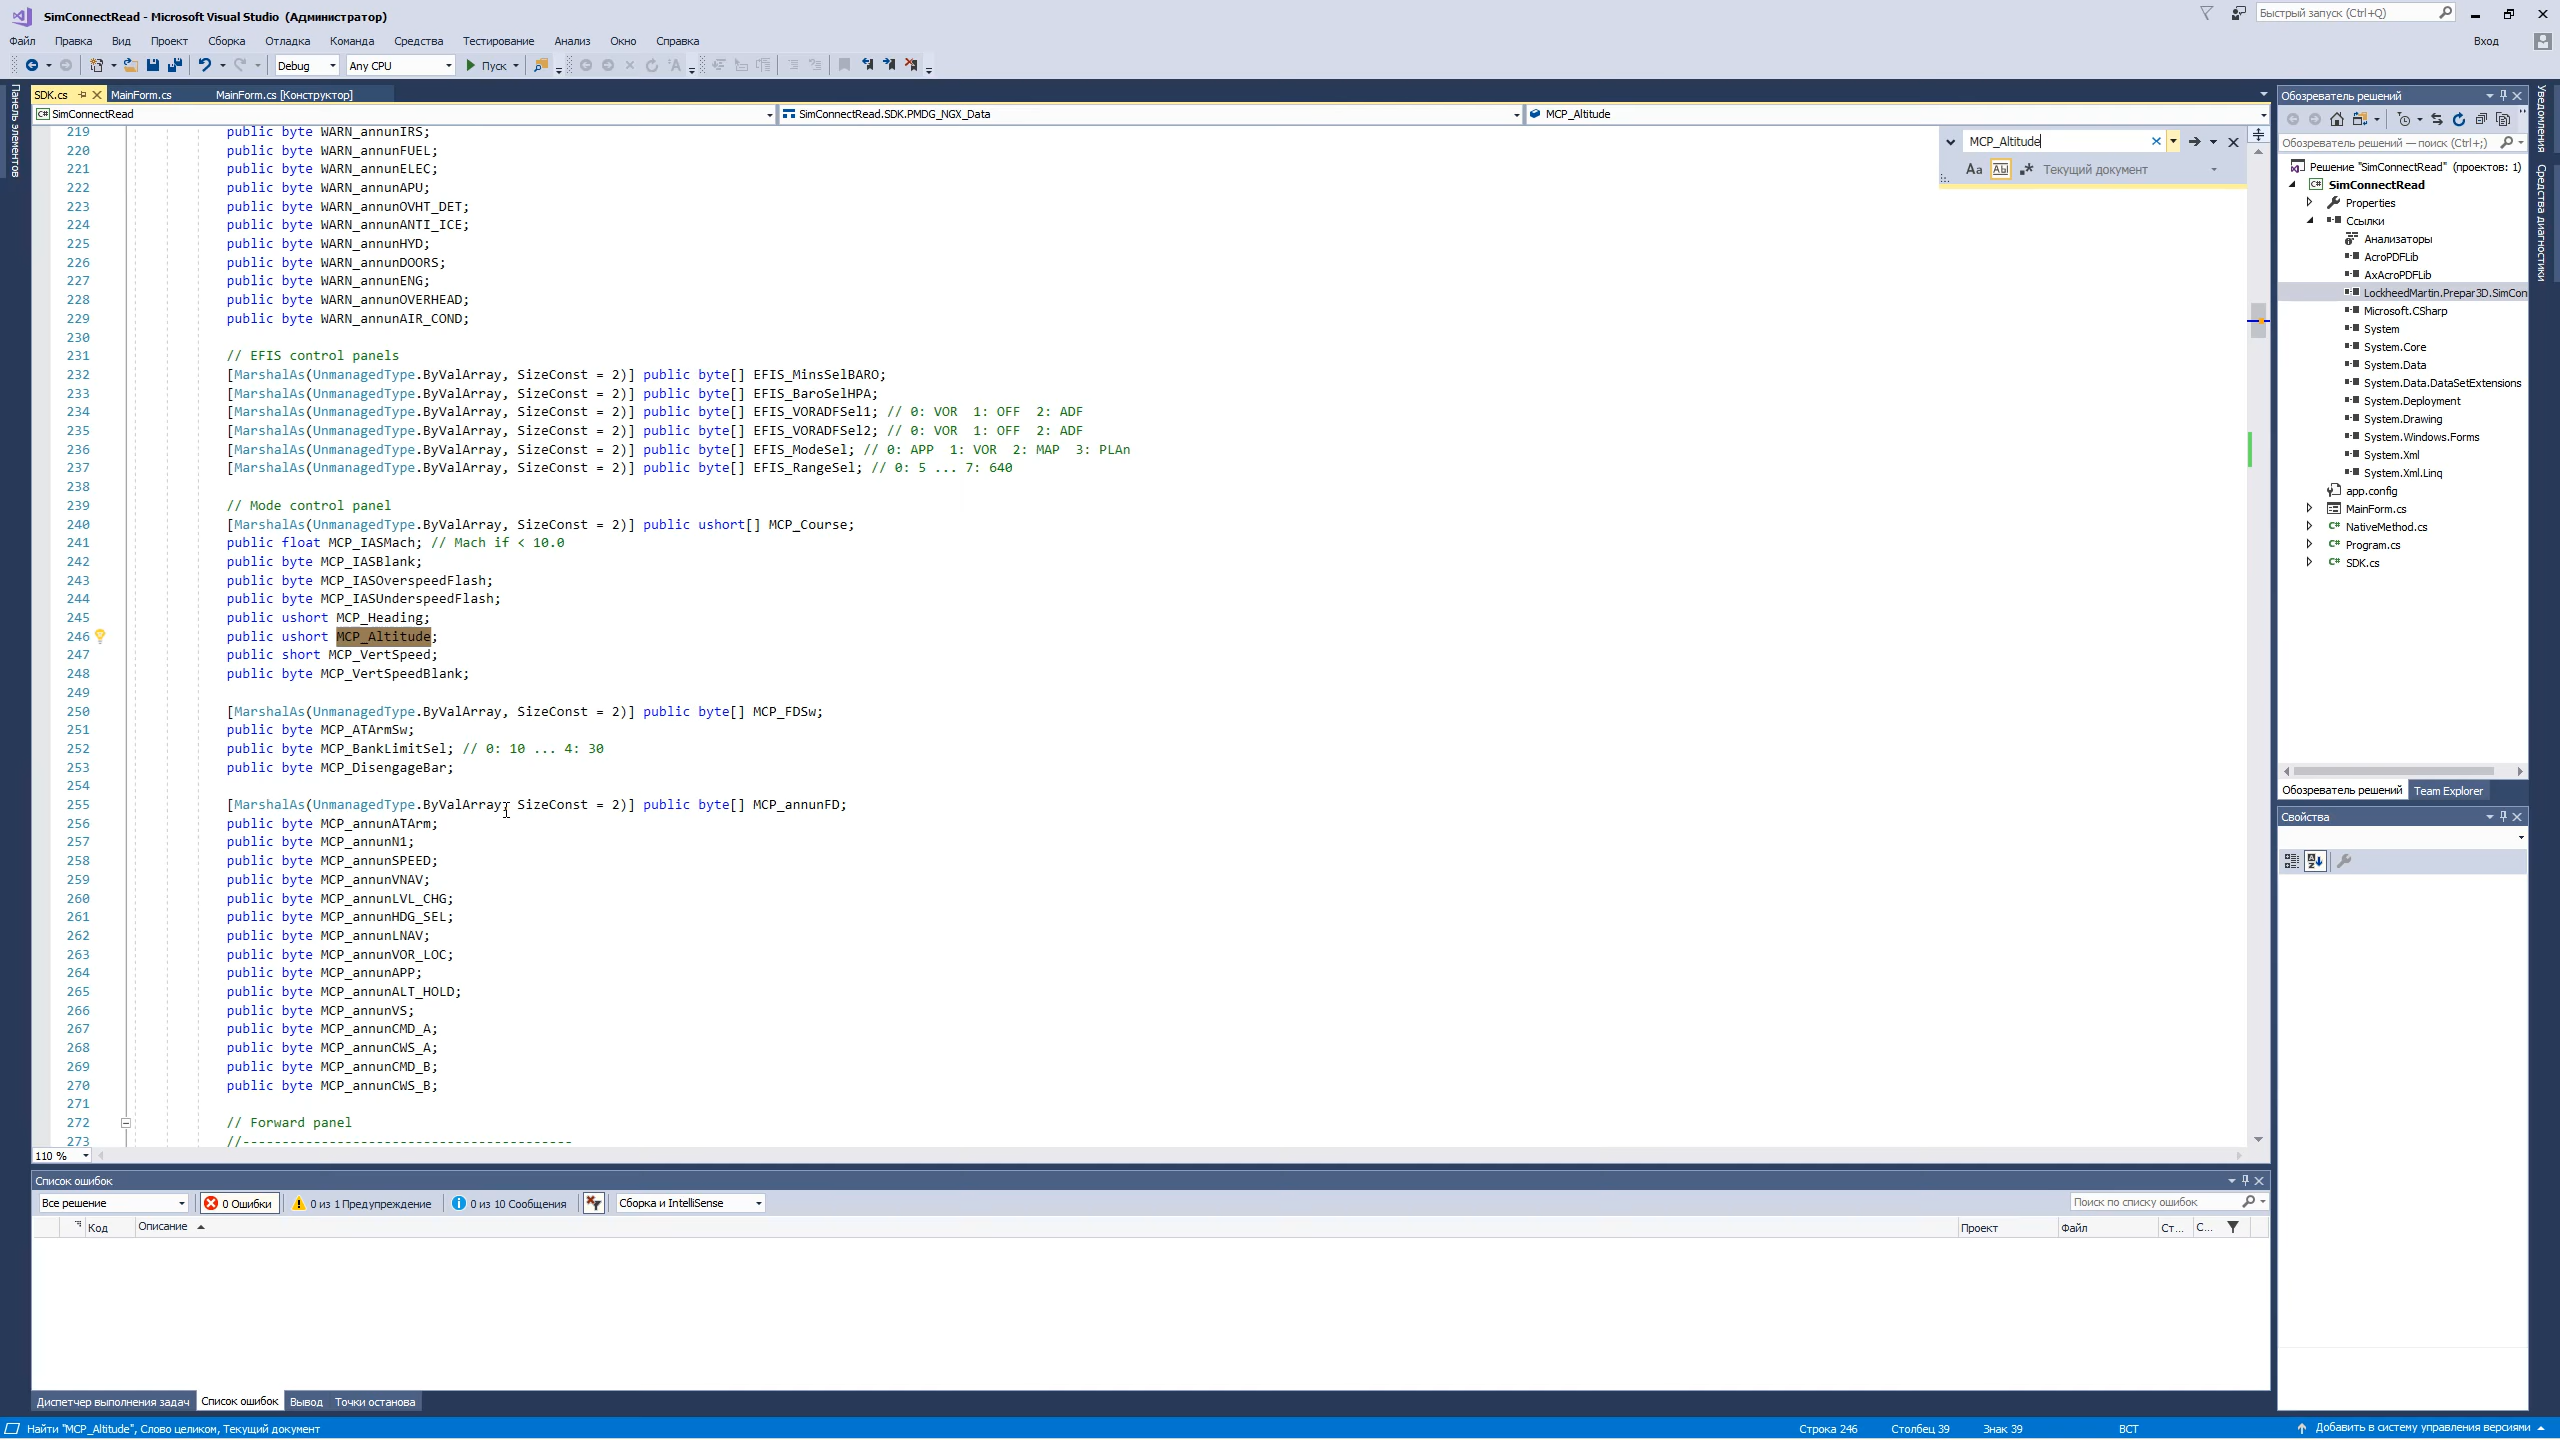 SimConnectRead - Microsoft Visual Studio (Администратор)
Быстрый запуск (Ctrl+Q)
Файл Правка Вид Проект Сборка Отладка Команда Средства Тестирование Анализ Окно Справка
Вход
Debug Any CPU Пуск
Панель элементов
SDK.cs MainForm.cs MainForm.cs [Конструктор]
SimConnectRead SimConnectRead.SDK.PMDG_NGX_Data MCP_Altitude
MCP_Altitude
Aa Текущий документ
219 public byte WARN_annunIRS;
220 public byte WARN_annunFUEL;
221 public byte WARN_annunELEC;
222 public byte WARN_annunAPU;
223 public byte WARN_annunOVHT_DET;
224 public byte WARN_annunANTI_ICE;
225 public byte WARN_annunHYD;
226 public byte WARN_annunDOORS;
227 public byte WARN_annunENG;
228 public byte WARN_annunOVERHEAD;
229 public byte WARN_annunAIR_COND;
230
231 // EFIS control panels
232 [MarshalAs(UnmanagedType.ByValArray, SizeConst = 2)] public byte[] EFIS_MinsSelBARO;
233 [MarshalAs(UnmanagedType.ByValArray, SizeConst = 2)] public byte[] EFIS_BaroSelHPA;
234 [MarshalAs(UnmanagedType.ByValArray, SizeConst = 2)] public byte[] EFIS_VORADFSel1; // 0: VOR 1: OFF 2: ADF
235 [MarshalAs(UnmanagedType.ByValArray, SizeConst = 2)] public byte[] EFIS_VORADFSel2; // 0: VOR 1: OFF 2: ADF
236 [MarshalAs(UnmanagedType.ByValArray, SizeConst = 2)] public byte[] EFIS_ModeSel; // 0: APP 1: VOR 2: MAP 3: PLAn
237 [MarshalAs(UnmanagedType.ByValArray, SizeConst = 2)] public byte[] EFIS_RangeSel; // 0: 5 ... 7: 640
238
239 // Mode control panel
240 [MarshalAs(UnmanagedType.ByValArray, SizeConst = 2)] public ushort[] MCP_Course;
241 public float MCP_IASMach; // Mach if < 10.0
242 public byte MCP_IASBlank;
243 public byte MCP_IASOverspeedFlash;
244 public byte MCP_IASUnderspeedFlash;
245 public ushort MCP_Heading;
246 public ushort MCP_Altitude;
247 public short MCP_VertSpeed;
248 public byte MCP_VertSpeedBlank;
249
250 [MarshalAs(UnmanagedType.ByValArray, SizeConst = 2)] public byte[] MCP_FDSw;
251 public byte MCP_ATArmSw;
252 public byte MCP_BankLimitSel; // 0: 10 ... 4: 30
253 public byte MCP_DisengageBar;
254
255 [MarshalAs(UnmanagedType.ByValArray, SizeConst = 2)] public byte[] MCP_annunFD;
256 public byte MCP_annunATArm;
257 public byte MCP_annunN1;
258 public byte MCP_annunSPEED;
259 public byte MCP_annunVNAV;
260 public byte MCP_annunLVL_CHG;
261 public byte MCP_annunHDG_SEL;
262 public byte MCP_annunLNAV;
263 public byte MCP_annunVOR_LOC;
264 public byte MCP_annunAPP;
265 public byte MCP_annunALT_HOLD;
266 public byte MCP_annunVS;
267 public byte MCP_annunCMD_A;
268 public byte MCP_annunCWS_A;
269 public byte MCP_annunCMD_B;
270 public byte MCP_annunCWS_B;
271
272 // Forward panel
273 //------------------------------------------
110 %
Обозреватель решений
Обозреватель решений — поиск (Ctrl+;)
Решение "SimConnectRead" (проектов: 1)
SimConnectRead
Properties
Ссылки
Анализаторы
AcroPDFLib
AxAcroPDFLib
LockheedMartin.Prepar3D.SimCon
Microsoft.CSharp
System
System.Core
System.Data
System.Data.DataSetExtensions
System.Deployment
System.Drawing
System.Windows.Forms
System.Xml
System.Xml.Linq
app.config
MainForm.cs
NativeMethod.cs
Program.cs
SDK.cs
Обозреватель решений Team Explorer
Свойства
Уведомления
Средства диагностики
Список ошибок
Все решение 0 Ошибки 0 из 1 Предупреждение 0 из 10 Сообщения Сборка и IntelliSense Поиск по списку ошибок
Код Описание Проект Файл Ст... С...
Диспетчер выполнения задач Список ошибок Вывод Точки останова
Найти "MCP_Altitude", Слово целиком, Текущий документ Строка 246 Столбец 39 Знак 39 ВСТ Добавить в систему управления версиями